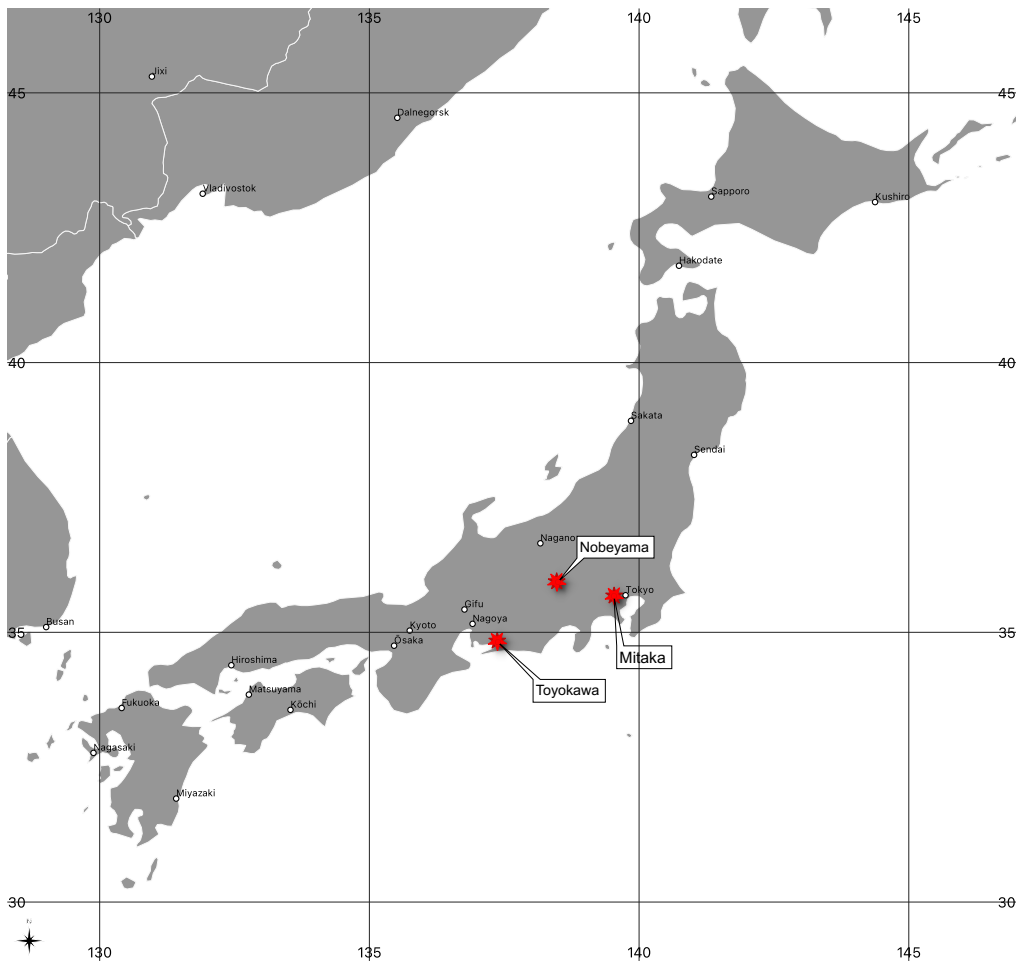 130
135
140
145
Jixi
45
45
Dalnegorsk
Vladivostok
Sapporo
Kushiro
Hakodate
40
40
Sakata
Sendai
Nagano
Nobeyama
Tokyo
Gifu
Nagoya
Busan
Kyoto
35
35
Ōsaka
Mitaka
Hiroshima
Matsuyama
Toyokawa
Fukuoka
Kōchi
Nagasaki
Miyazaki
30
30
N
130
135
140
145